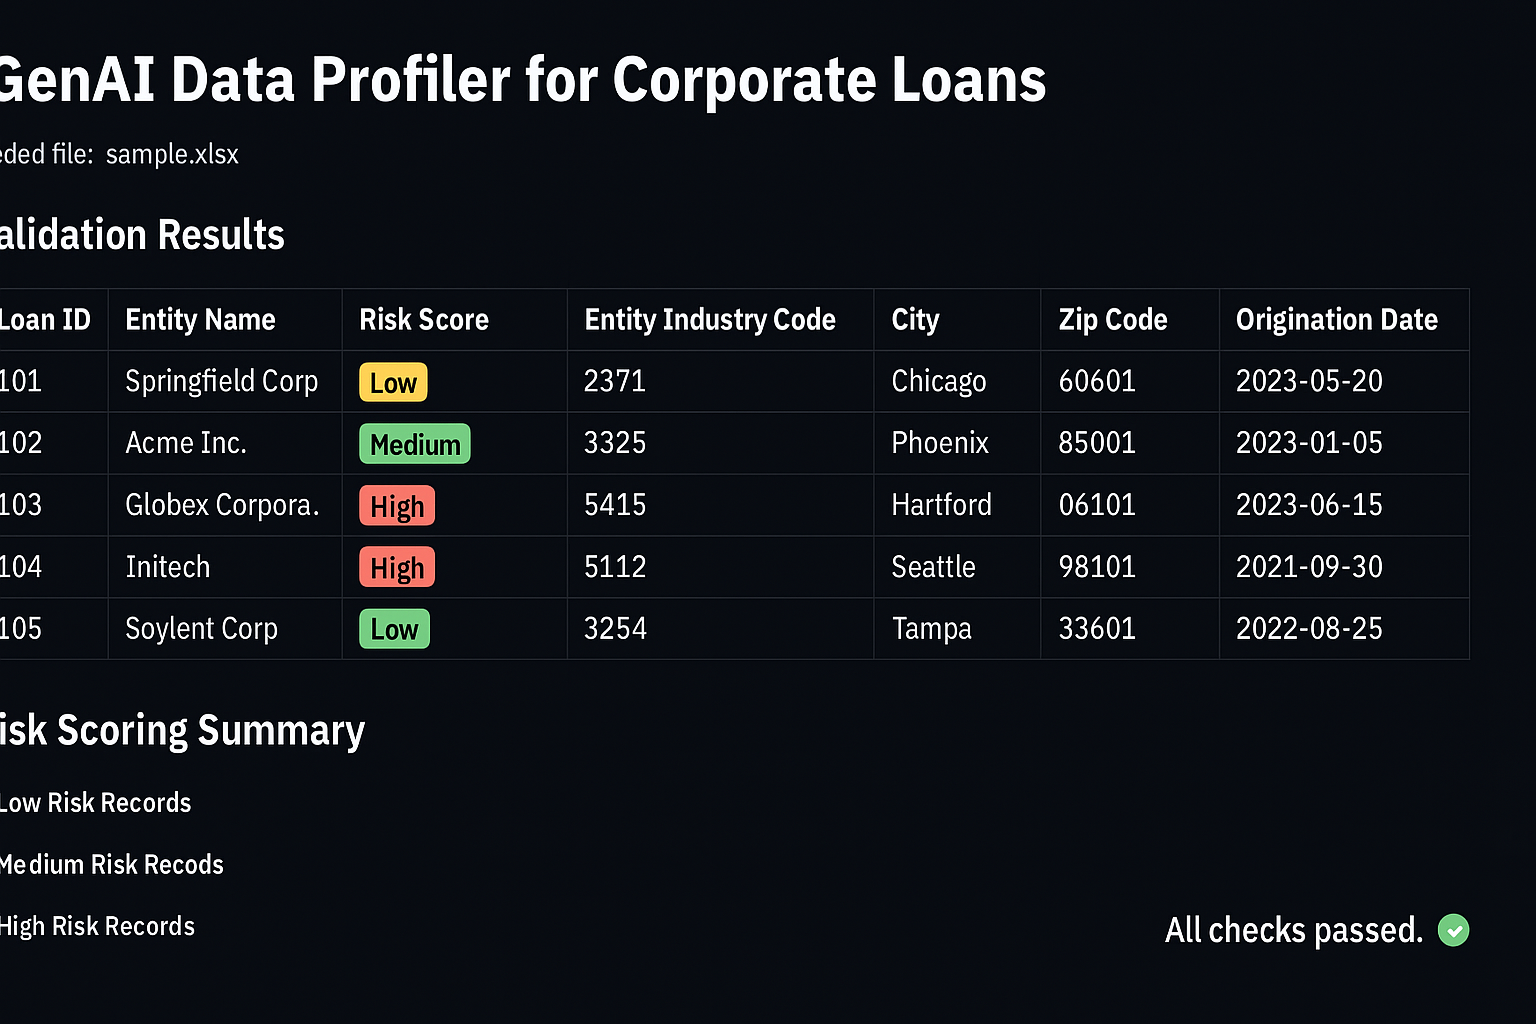 GenAI Data Profiler for Corporate Loans
eded file: sample.xlsx
alidation Results
Loan ID Entity Name Risk Score Entity Industry Code City Zip Code Origination Date
101 Springfield Corp Low 2371 Chicago 60601 2023-05-20
102 Acme Inc. Medium 3325 Phoenix 85001 2023-01-05
103 Globex Corpora. High 5415 Hartford 06101 2023-06-15
104 Initech High 5112 Seattle 98101 2021-09-30
105 Soylent Corp Low 3254 Tampa 33601 2022-08-25
isk Scoring Summary
Low Risk Records
Medium Risk Recods
High Risk Records
All checks passed.